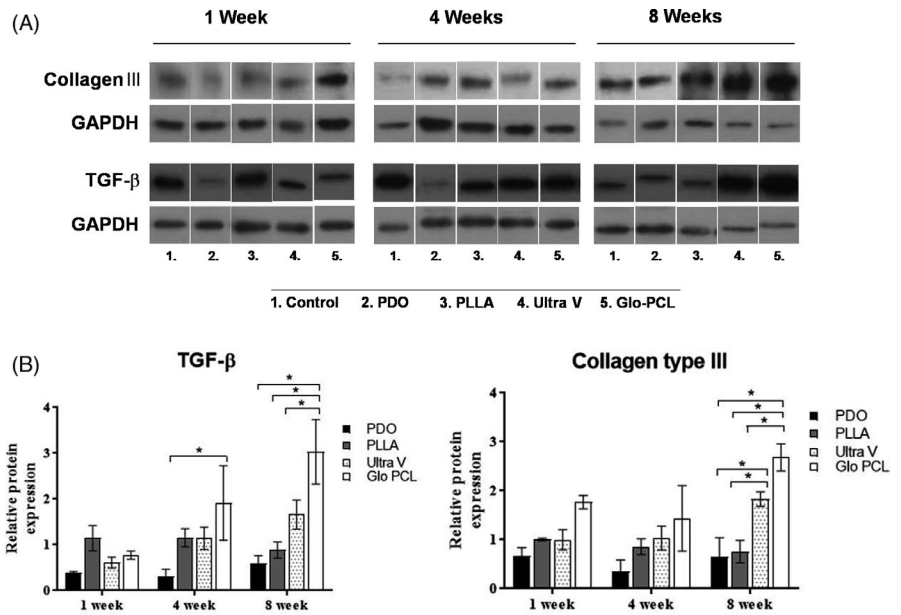 (A)
1 Week 4 Weeks 8 Weeks
Collagen III
GAPDH
TGF-β
GAPDH
1. 2. 3. 4. 5. 1. 2. 3. 4. 5. 1. 2. 3. 4. 5.
1. Control 2. PDO 3. PLLA 4. Ultra V 5. Glo-PCL
(B)
TGF-β
Relative protein
expression
4
3
2
1
0
* * * *
PDO
PLLA
Ultra V
Glo PCL
1 week 4 week 8 week
Collagen type III
Relative protein
expression
4
3
2
1
0
* * * * *
PDO
PLLA
Ultra V
Glo PCL
1 week 4 week 8 week